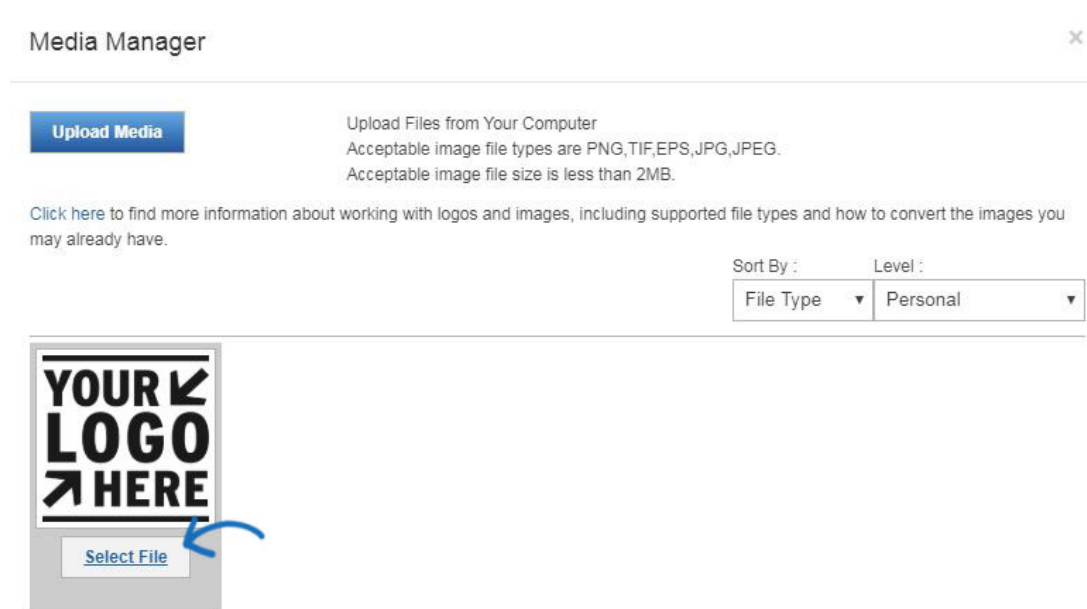 Media Manager
×
Upload Media
Upload Files from Your Computer
Acceptable image file types are PNG,TIF,EPS,JPG,JPEG.
Acceptable image file size is less than 2MB.
Click here to find more information about working with logos and images, including supported file types and how to convert the images you
may already have.
Sort By : Level :
File Type Personal
YOUR
LOGO
HERE
Select File